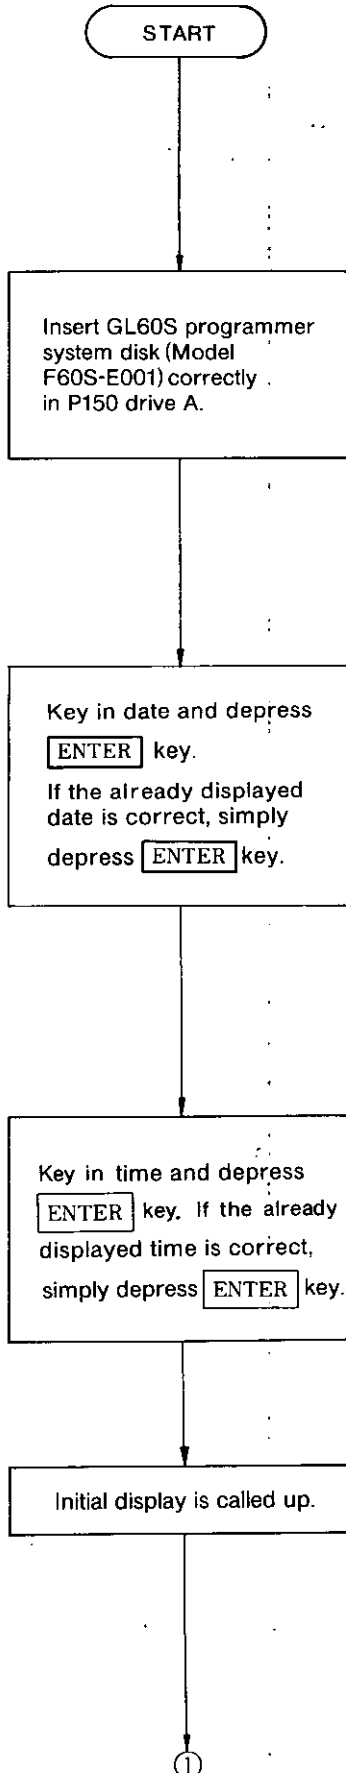 START
Insert GL60S programmer
system disk (Model
F60S-E001) correctly
in P150 drive A.
Key in date and depress
ENTER key.
If the already displayed
date is correct, simply
depress ENTER key.
Key in time and depress
ENTER key. If the already
displayed time is correct,
simply depress ENTER key.
Initial display is called up.
1